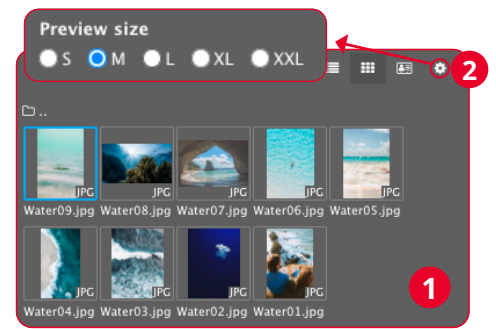 Preview size
S M L XL XXL
2
..
JPG JPG JPG JPG JPG
Water09.jpg Water08.jpg Water07.jpg Water06.jpg Water05.jpg
JPG JPG JPG JPG
Water04.jpg Water03.jpg Water02.jpg Water01.jpg
1